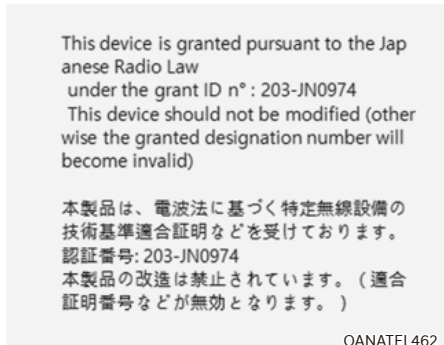 This device is granted pursuant to the Jap
anese Radio Law
under the grant ID n° : 203-JN0974
This device should not be modified (other
wise the granted designation number will
become invalid)
本製品は、電波法に基づく特定無線設備の
技術基準適合証明などを受けております。
認証番号: 203-JN0974
本製品の改造は禁止されています。(適合
証明番号などが無効となります。)
OANATEL462